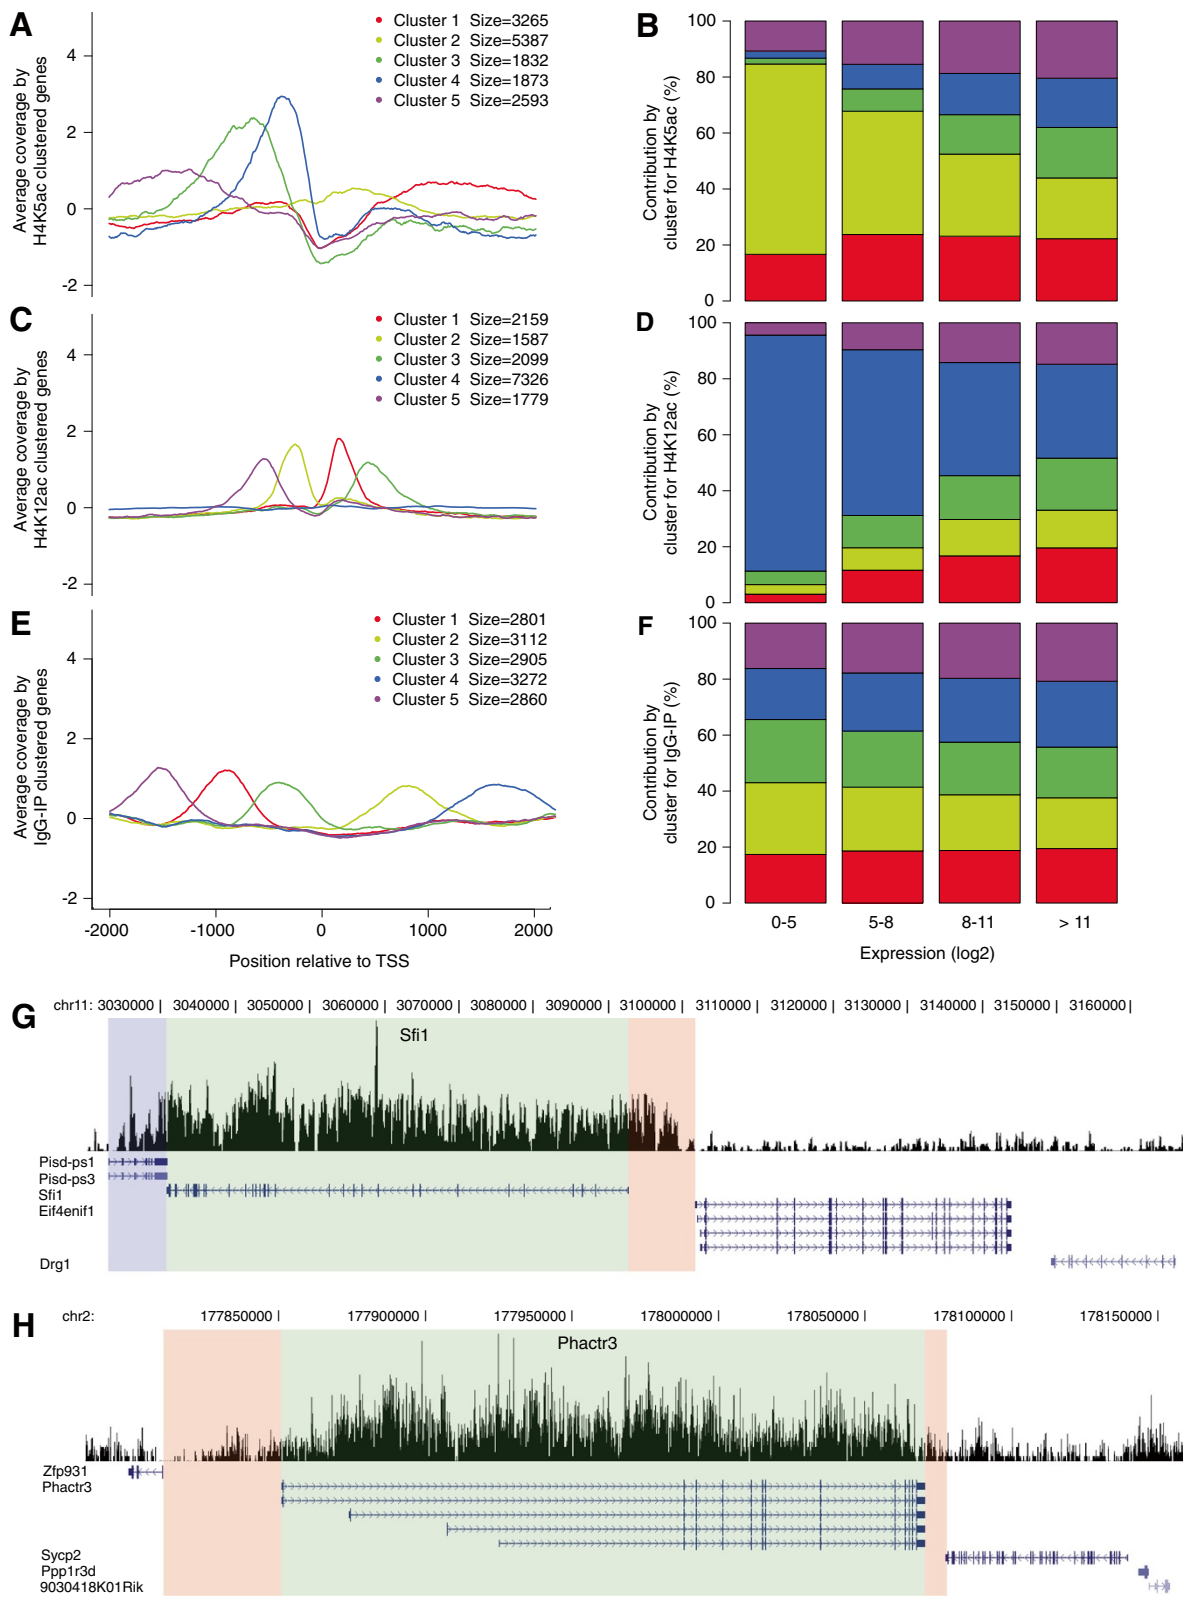 A
Average coverage by
H4K5ac clustered genes
4
2
0
-2
Cluster 1 Size=3265
Cluster 2 Size=5387
Cluster 3 Size=1832
Cluster 4 Size=1873
Cluster 5 Size=2593
B
Contribution by
cluster for H4K5ac (%)
100
80
60
40
20
0
C
Average coverage by
H4K12ac clustered genes
4
2
0
-2
Cluster 1 Size=2159
Cluster 2 Size=1587
Cluster 3 Size=2099
Cluster 4 Size=7326
Cluster 5 Size=1779
D
Contribution by
cluster for H4K12ac (%)
100
80
60
40
20
0
E
Average coverage by
IgG-IP clustered genes
4
2
0
-2
Cluster 1 Size=2801
Cluster 2 Size=3112
Cluster 3 Size=2905
Cluster 4 Size=3272
Cluster 5 Size=2860
-2000 -1000 0 1000 2000
Position relative to TSS
F
Contribution by
cluster for IgG-IP (%)
100
80
60
40
20
0
0-5 5-8 8-11 > 11
Expression (log2)
G
chr11: 3030000 3040000 3050000 3060000 3070000 3080000 3090000 3100000 3110000 3120000 3130000 3140000 3150000 3160000
Sfi1
Pisd-ps1
Pisd-ps3
Sfi1
Eif4enif1
Drg1
H
chr2: 177850000 177900000 177950000 178000000 178050000 178100000 178150000
Phactr3
Zfp931
Phactr3
Sycp2
Ppp1r3d
9030418K01Rik